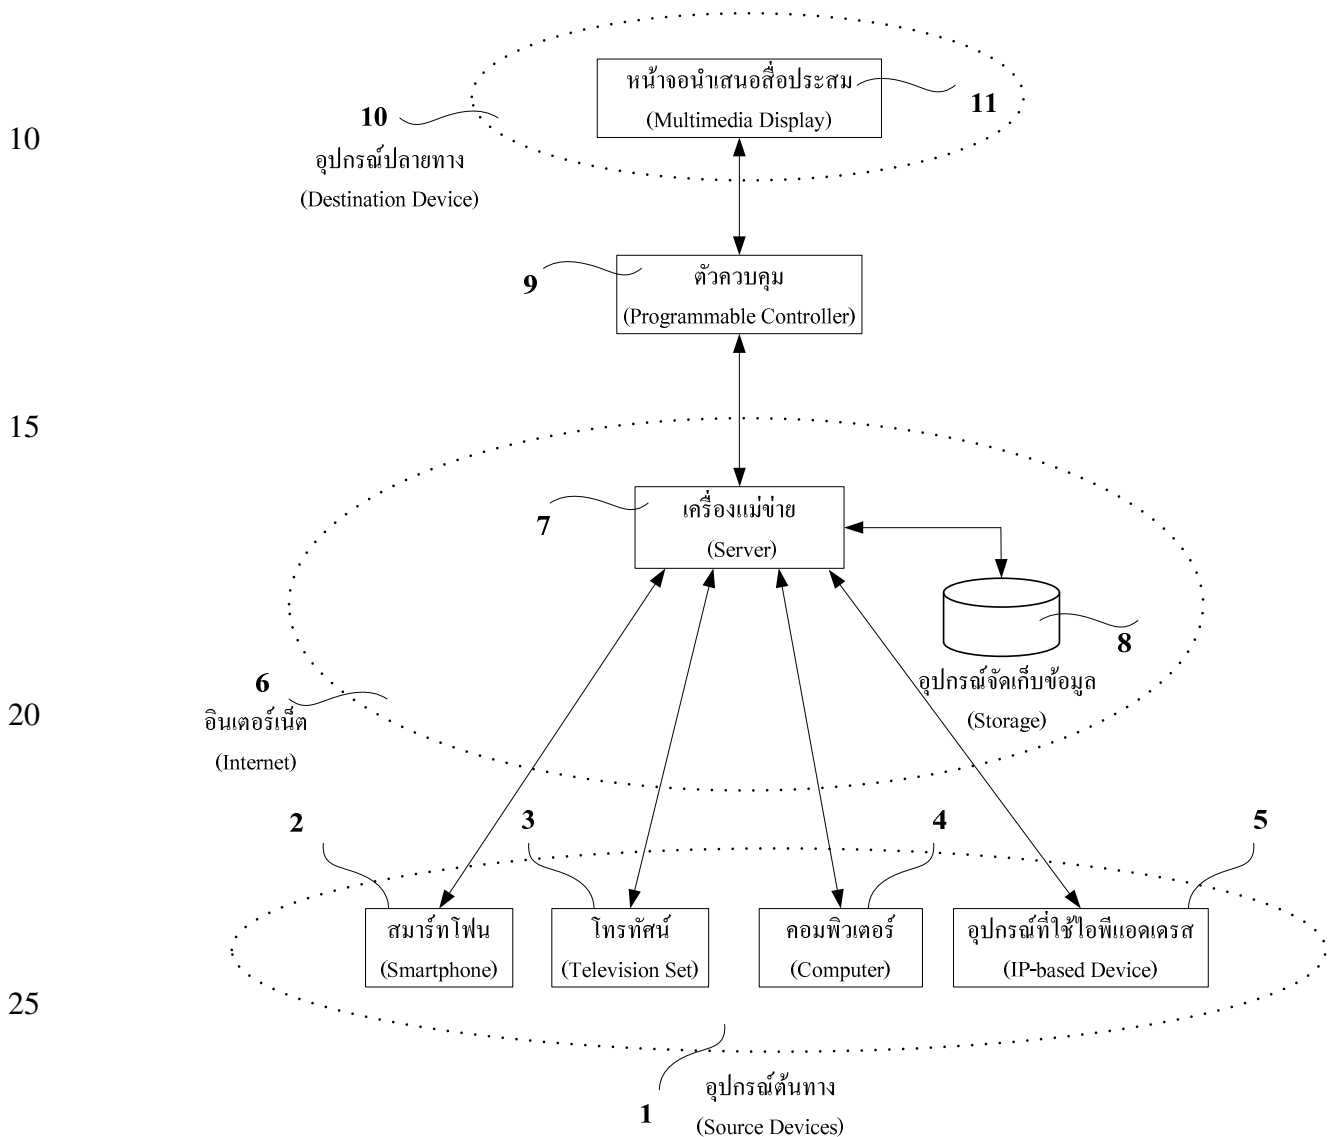 หน้าจอนำเสนอสื่อประสม
(Multimedia Display)
11
10
10
อุปกรณ์ปลายทาง
(Destination Device)
9
ตัวควบคุม
(Programmable Controller)
15
7
เครื่องแม่ข่าย
(Server)
8
อุปกรณ์จัดเก็บข้อมูล
(Storage)
6
20
อินเตอร์เน็ต
(Internet)
2
3
4
5
สมาร์ทโฟน
(Smartphone)
โทรทัศน์
(Television Set)
คอมพิวเตอร์
(Computer)
อุปกรณ์ที่ใช้ไอพีแอดเดรส
(IP-based Device)
25
1
อุปกรณ์ต้นทาง
(Source Devices)